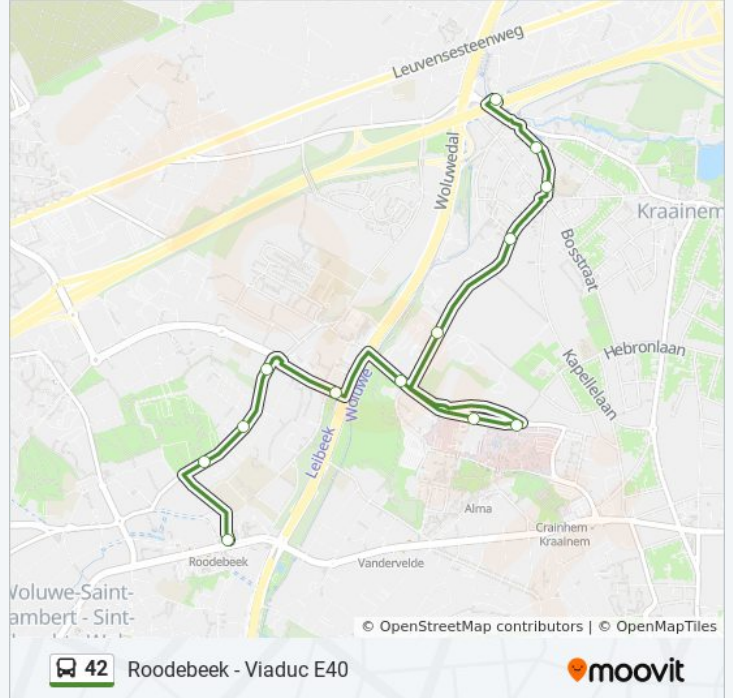 Leuvensesteenweg
Woluwedal
Kraainem
Bosstraat
Hebronlaan
Kapellelaan
Woluwe
Leibeek
Alma
Crainhem -
Kraainem
Roodebeek
Vandervelde
Woluwe-Saint-
ambert - Sint-
© OpenStreetMap contributors | © OpenMapTiles
42 Roodebeek - Viaduc E40
moovit